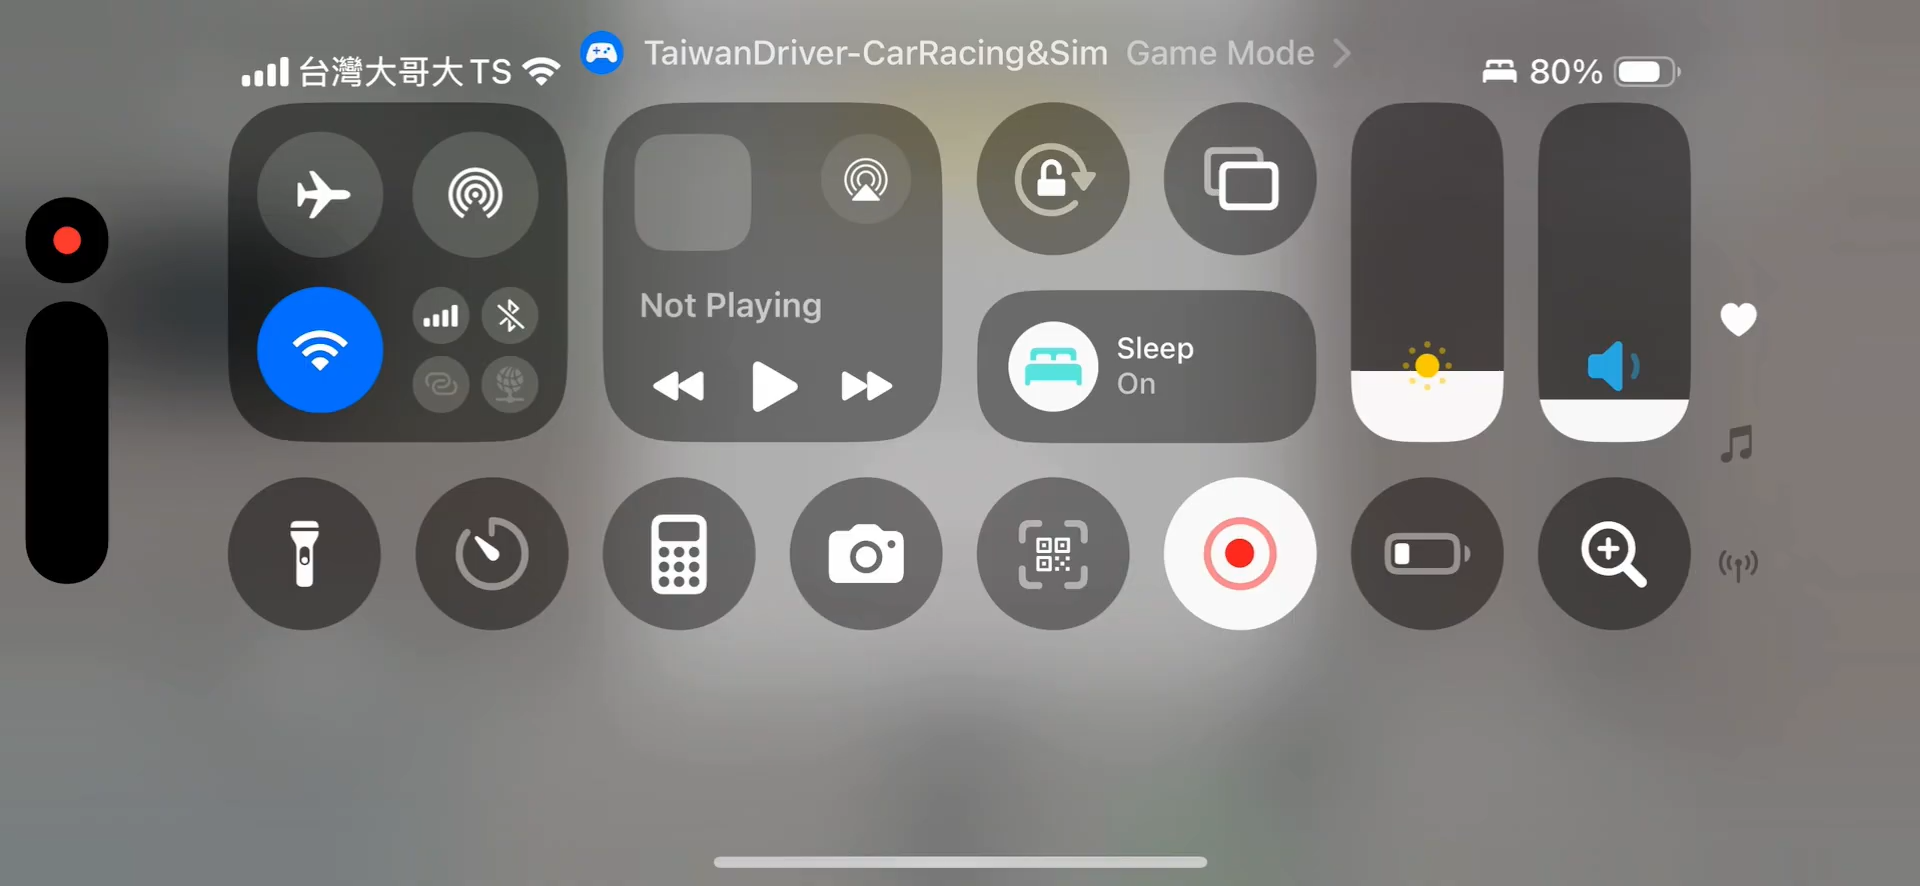 台灣大哥大 TS
TaiwanDriver-CarRacing&Sim Game Mode
80%
Not Playing
Sleep
On